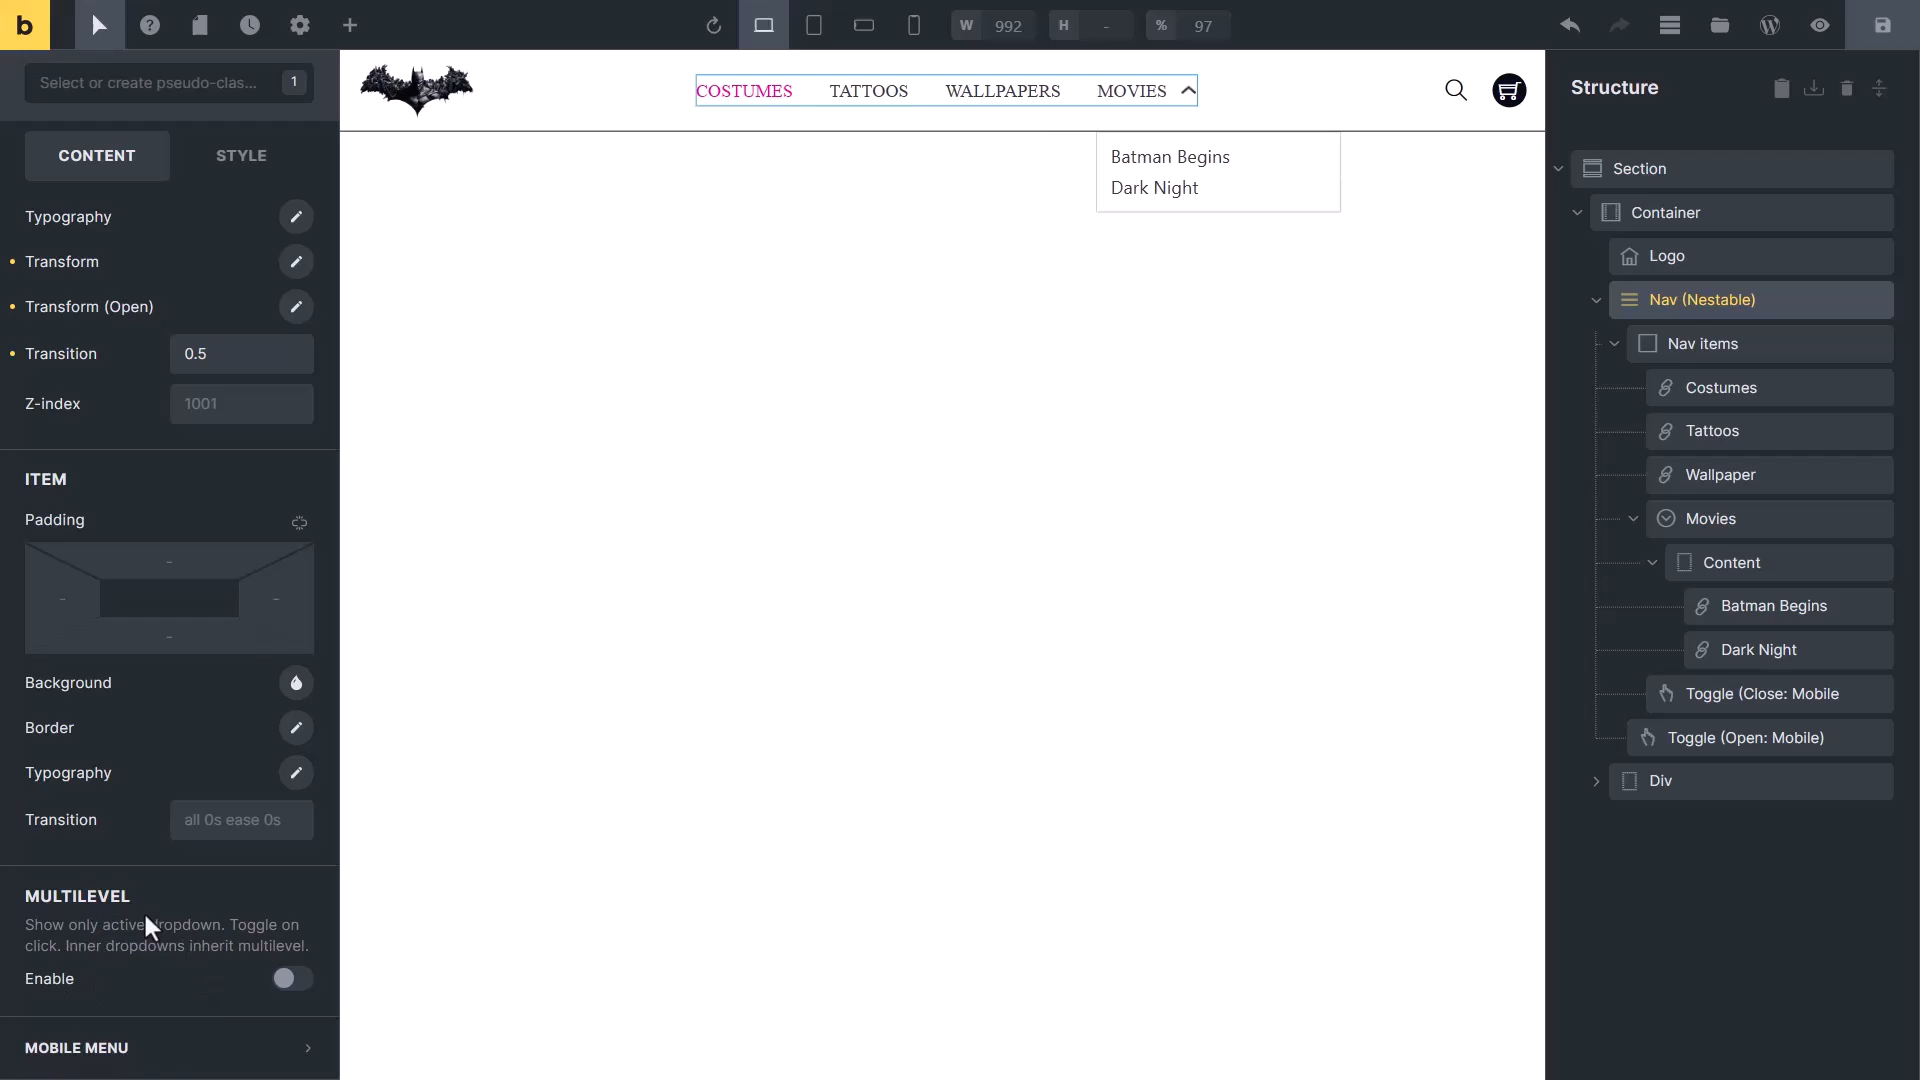 b
W 992 H - % 97
Select or create pseudo-clas... 1
CONTENT STYLE
Typography
Transform
Transform (Open)
Transition 0.5
Z-index 1001
ITEM
Padding
-
- -
-
Background
Border
Typography
Transition all 0s ease 0s
MULTILEVEL
Show only active dropdown. Toggle on
click. Inner dropdowns inherit multilevel.
Enable
MOBILE MENU
COSTUMES TATTOOS WALLPAPERS MOVIES
Batman Begins
Dark Night
Structure
Section
Container
Logo
Nav (Nestable)
Nav items
Costumes
Tattoos
Wallpaper
Movies
Content
Batman Begins
Dark Night
Toggle (Close: Mobile
Toggle (Open: Mobile)
Div